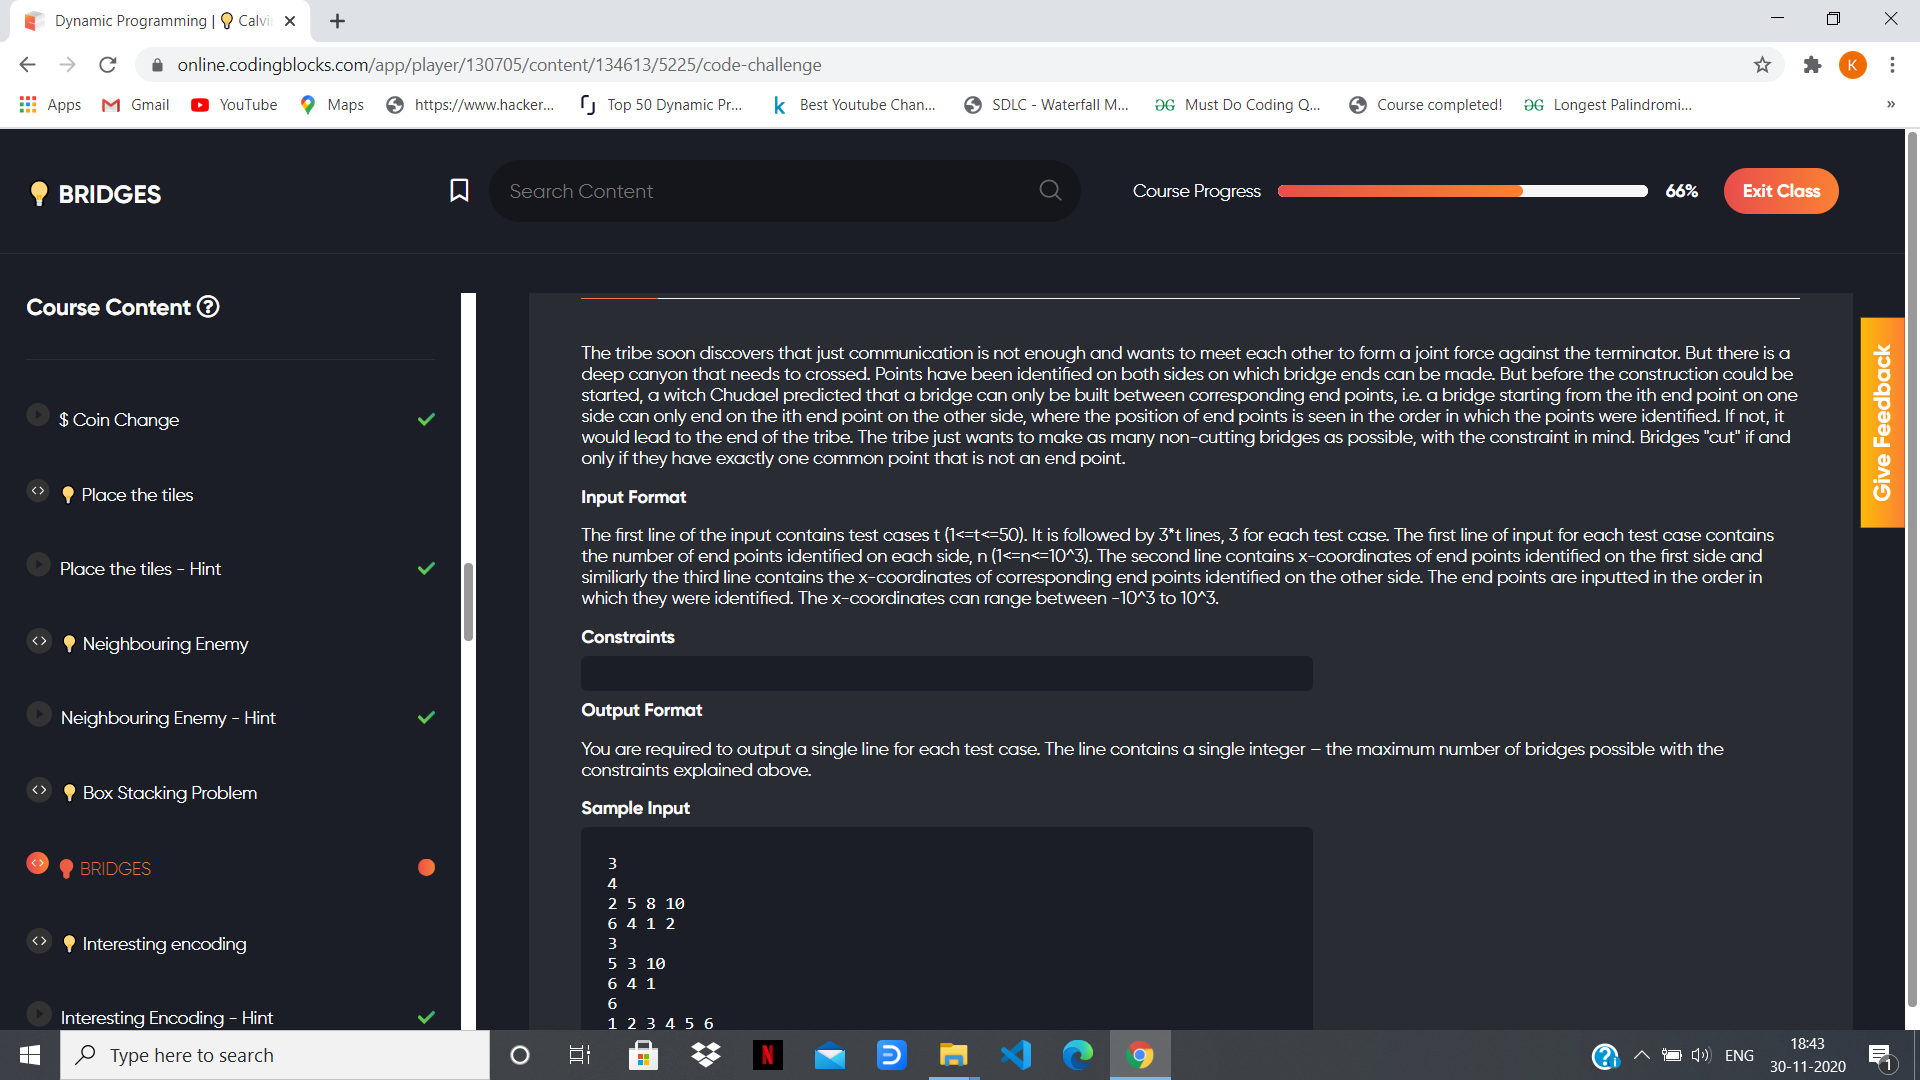 Dynamic Programming | Calvi
online.codingblocks.com/app/player/130705/content/134613/5225/code-challenge
K
Apps
Gmail
YouTube
Maps
https://www.hacker...
Top 50 Dynamic Pr...
Best Youtube Chan...
SDLC - Waterfall M...
Must Do Coding Q...
Course completed!
Longest Palindromi...
»
BRIDGES
Search Content
Course Progress
66%
Exit Class
Course Content
$ Coin Change
Place the tiles
Place the tiles - Hint
Neighbouring Enemy
Neighbouring Enemy - Hint
Box Stacking Problem
BRIDGES
Interesting encoding
Interesting Encoding - Hint
The tribe soon discovers that just communication is not enough and wants to meet each other to form a joint force against the terminator. But there is a
deep canyon that needs to crossed. Points have been identified on both sides on which bridge ends can be made. But before the construction could be
started, a witch Chudael predicted that a bridge can only be built between corresponding end points, i.e. a bridge starting from the ith end point on one
side can only end on the ith end point on the other side, where the position of end points is seen in the order in which the points were identified. If not, it
would lead to the end of the tribe. The tribe just wants to make as many non-cutting bridges as possible, with the constraint in mind. Bridges "cut" if and
only if they have exactly one common point that is not an end point.
Input Format
The first line of the input contains test cases t (1<=t<=50). It is followed by 3*t lines, 3 for each test case. The first line of input for each test case contains
the number of end points identified on each side, n (1<=n<=10^3). The second line contains x-coordinates of end points identified on the first side and
similiarly the third line contains the x-coordinates of corresponding end points identified on the other side. The end points are inputted in the order in
which they were identified. The x-coordinates can range between -10^3 to 10^3.
Constraints
Output Format
You are required to output a single line for each test case. The line contains a single integer – the maximum number of bridges possible with the
constraints explained above.
Sample Input
3
4
2 5 8 10
6 4 1 2
3
5 3 10
6 4 1
6
1 2 3 4 5 6
Give Feedback
Type here to search
ENG
18:43
30-11-2020
1